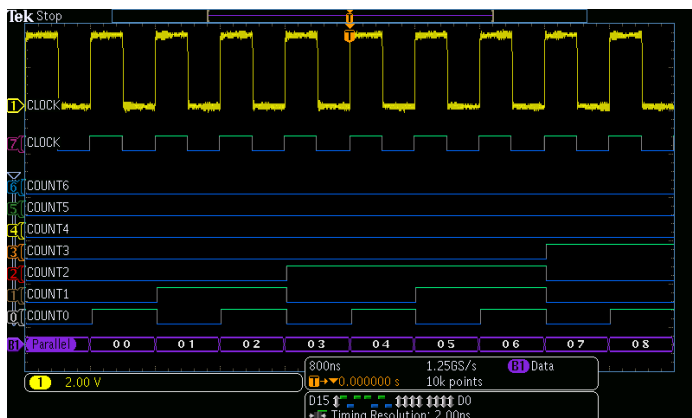 Tek Stop
T
T
1 CLOCK
7 CLOCK
6 COUNT6
5 COUNT5
4 COUNT4
3 COUNT3
2 COUNT2
1 COUNT1
0 COUNT0
B1 Parallel 00 01 02 03 04 05 06 07 08
1 2.00 V
800ns 1.25GS/s B1 Data
T→▼0.000000 s 10k points
D15 D0
Timing Resolution: 2.00ns